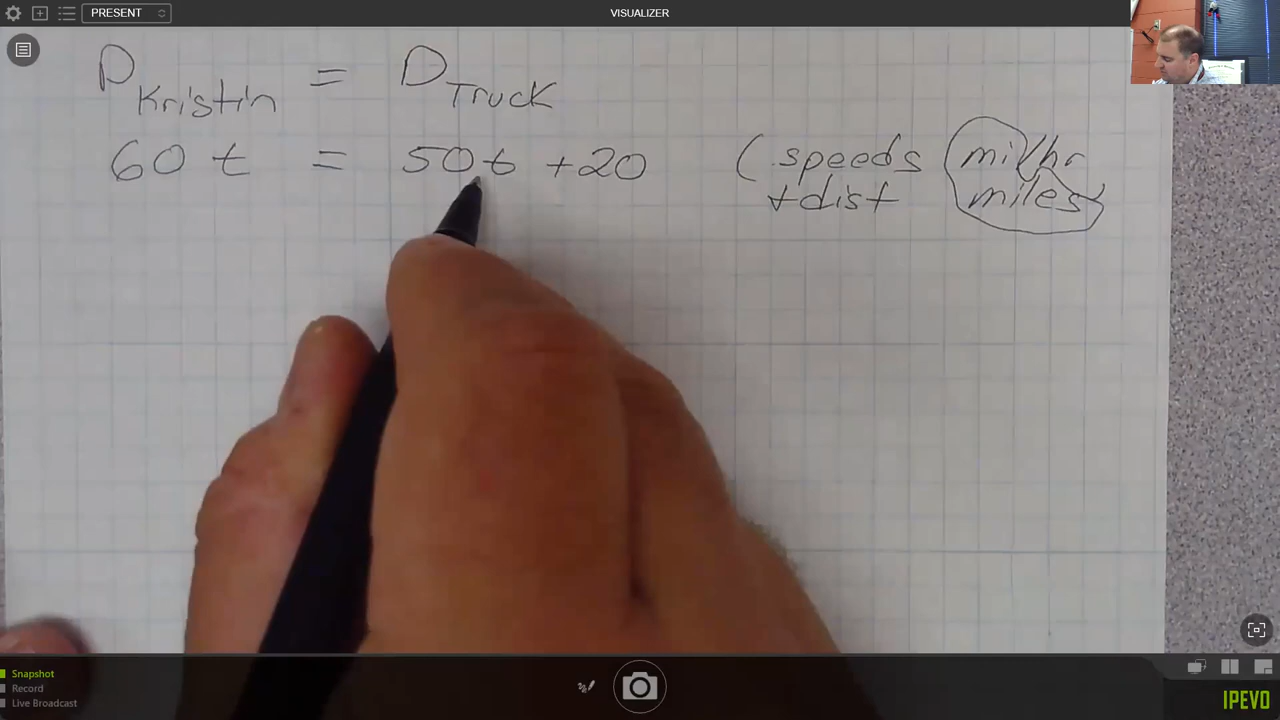 PRESENT
VISUALIZER
D Kristin = D Truck
60 t = 50 t + 20 (speeds mi/hr
+ dist miles)
Snapshot
Record
Live Broadcast
IPEVO